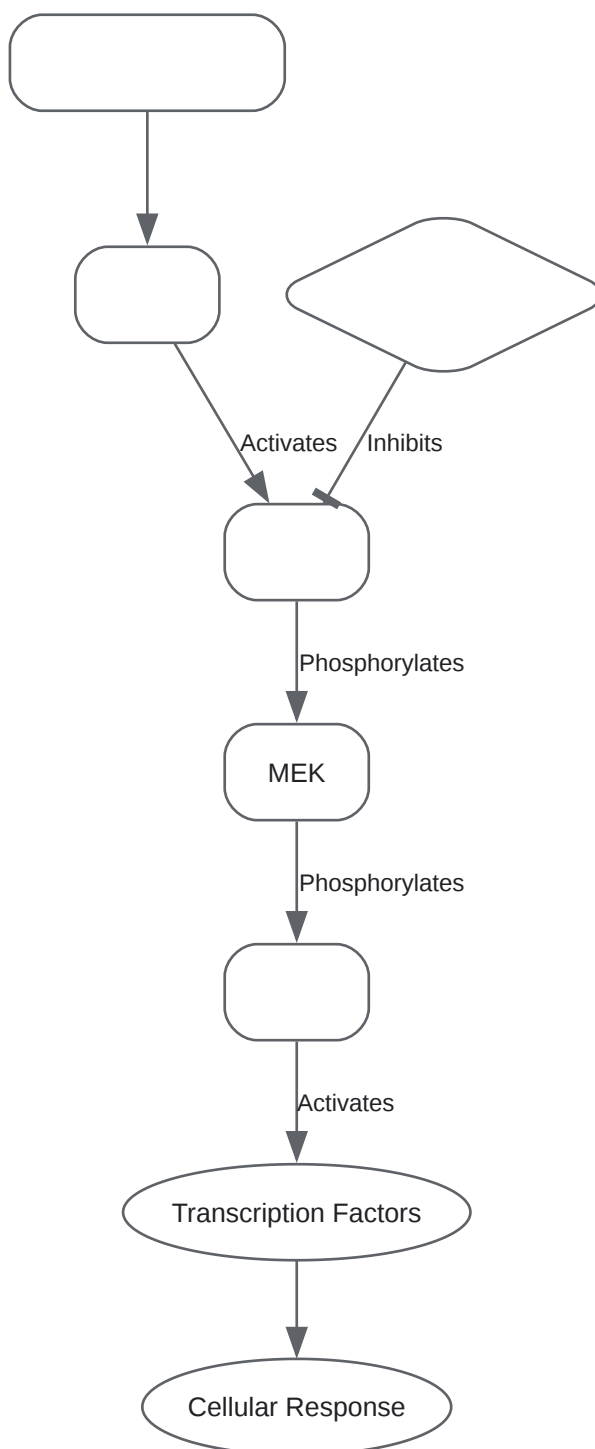 Activates
Inhibits
Phosphorylates
MEK
Phosphorylates
Activates
Transcription Factors
Cellular Response